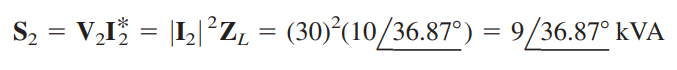 S₂ = V₂I₂* = |I₂|²Z_L = (30)²(10/36.87°) = 9/36.87° kVA